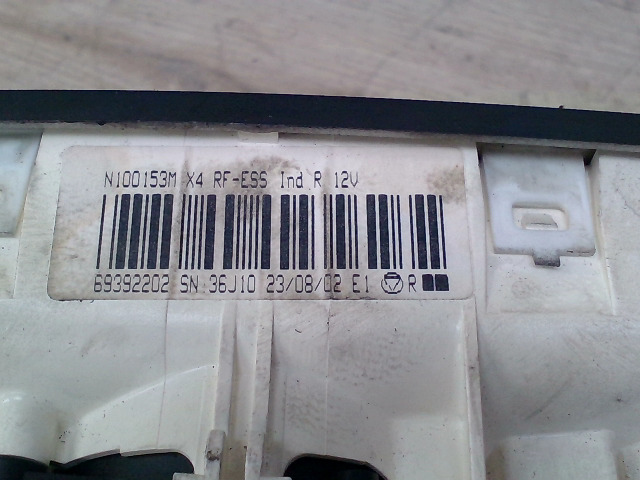 N100153M X4 RF-ESS Ind R 12V
69392202 SN 36J10 23/08/02 E1 R